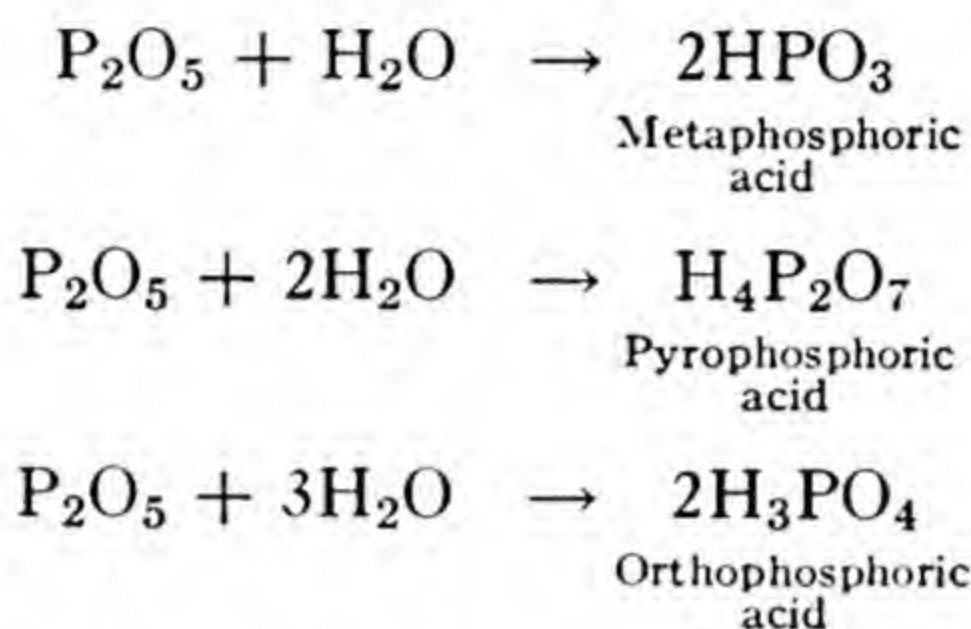 P₂O₅ + H₂O → 2HPO₃
Metaphosphoric
acid
P₂O₅ + 2H₂O → H₄P₂O₇
Pyrophosphoric
acid
P₂O₅ + 3H₂O → 2H₃PO₄
Orthophosphoric
acid